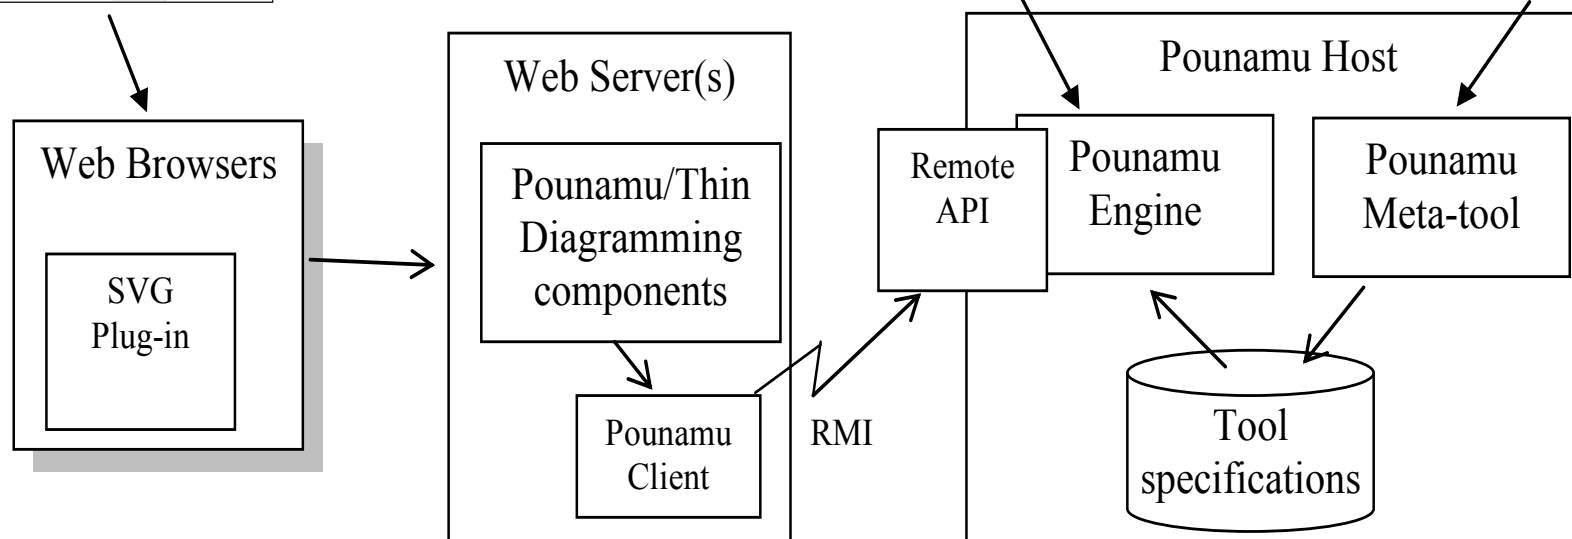 Web Browsers
SVG
Plug-in
Web Server(s)
Pounamu/Thin
Diagramming
components
Pounamu
Client
RMI
Pounamu Host
Remote
API
Pounamu
Engine
Pounamu
Meta-tool
Tool
specifications